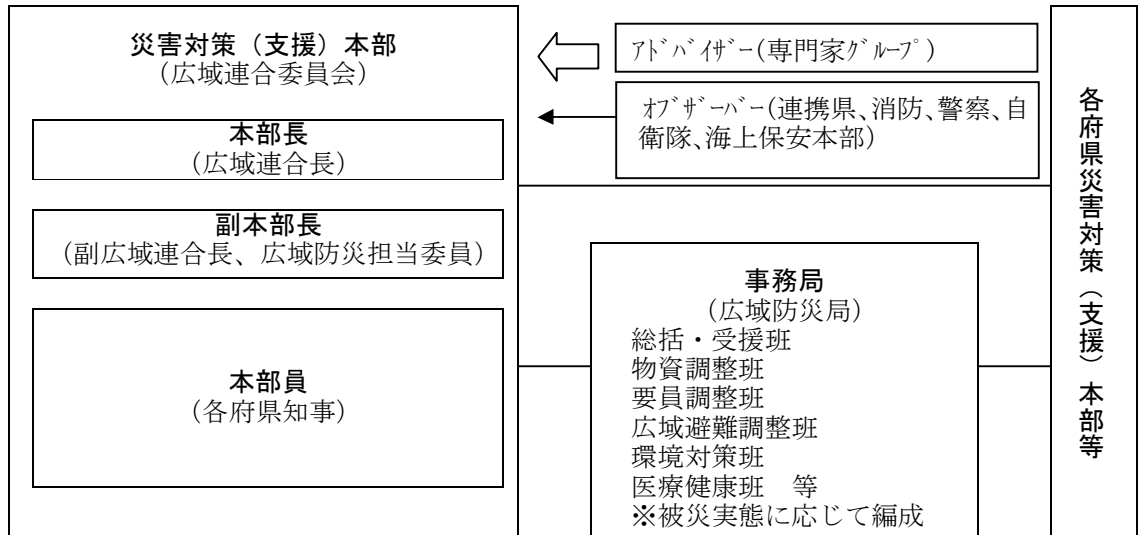 災害対策（支援）本部
（広域連合委員会）
本部長
（広域連合長）
副本部長
（副広域連合長、広域防災担当委員）
本部員
（各府県知事）
ｱﾄﾞﾊﾞｲｻﾞｰ（専門家ｸﾞﾙｰﾌﾟ）
ｵﾌﾞｻﾞｰﾊﾞｰ（連携県、消防、警察、自
衛隊、海上保安本部）
事務局
（広域防災局）
総括・受援班
物資調整班
要員調整班
広域避難調整班
環境対策班
医療健康班　等
※被災実態に応じて編成
各府県災害対策（支援）本部等